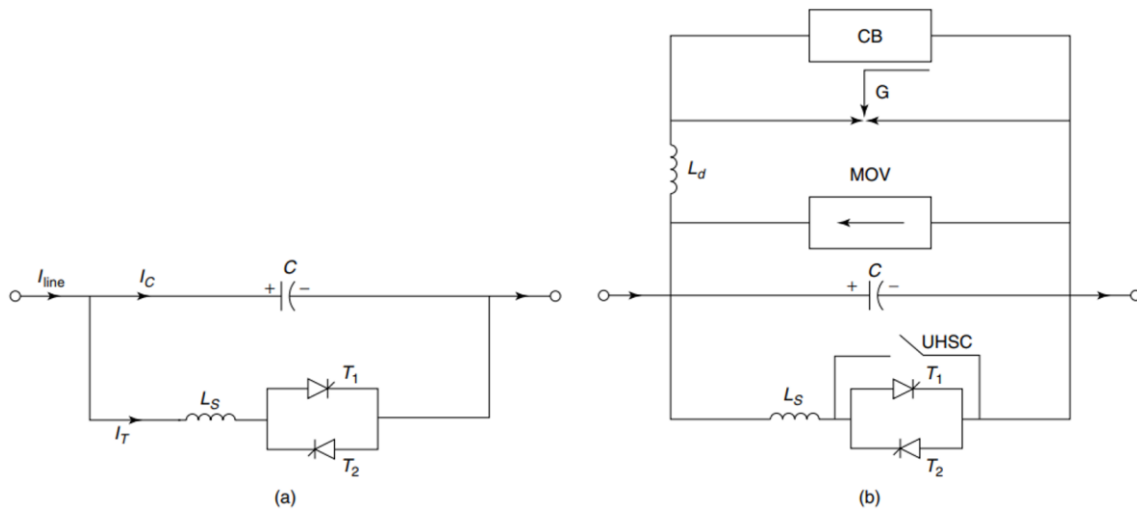 I_line
I_C
C
+
−
L_S
T_1
I_T
T_2
(a)
CB
G
L_d
MOV
C
+
−
UHSC
L_S
T_1
T_2
(b)